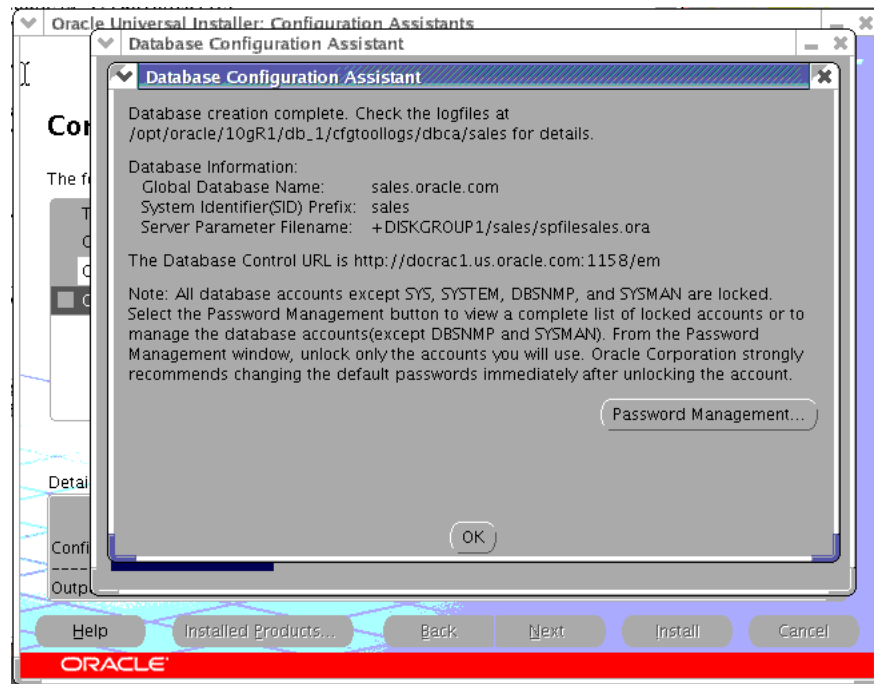 Oracle Universal Installer: Configuration Assistants
Database Configuration Assistant
Database Configuration Assistant
Database creation complete. Check the logfiles at
/opt/oracle/10gR1/db_1/cfgtoollogs/dbca/sales for details.
Database Information:
Global Database Name: sales.oracle.com
System Identifier(SID) Prefix: sales
Server Parameter Filename: +DISKGROUP1/sales/spfilesales.ora
The Database Control URL is http://docrac1.us.oracle.com:1158/em
Note: All database accounts except SYS, SYSTEM, DBSNMP, and SYSMAN are locked.
Select the Password Management button to view a complete list of locked accounts or to
manage the database accounts(except DBSNMP and SYSMAN). From the Password
Management window, unlock only the accounts you will use. Oracle Corporation strongly
recommends changing the default passwords immediately after unlocking the account.
Password Management...
OK
Con
The f
Detai
Confi
Outp
Help Installed Products... Back Next Install Cancel
ORACLE